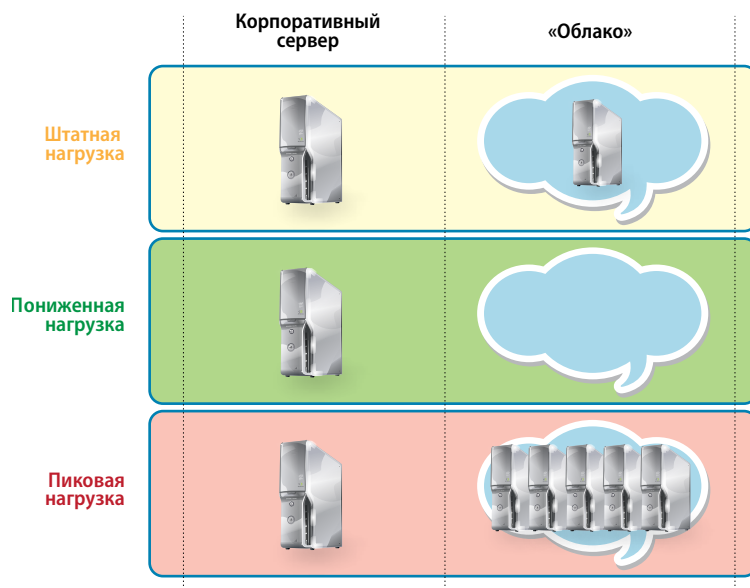 Корпоративный
сервер
«Облако»
Штатная
нагрузка
Пониженная
нагрузка
Пиковая
нагрузка